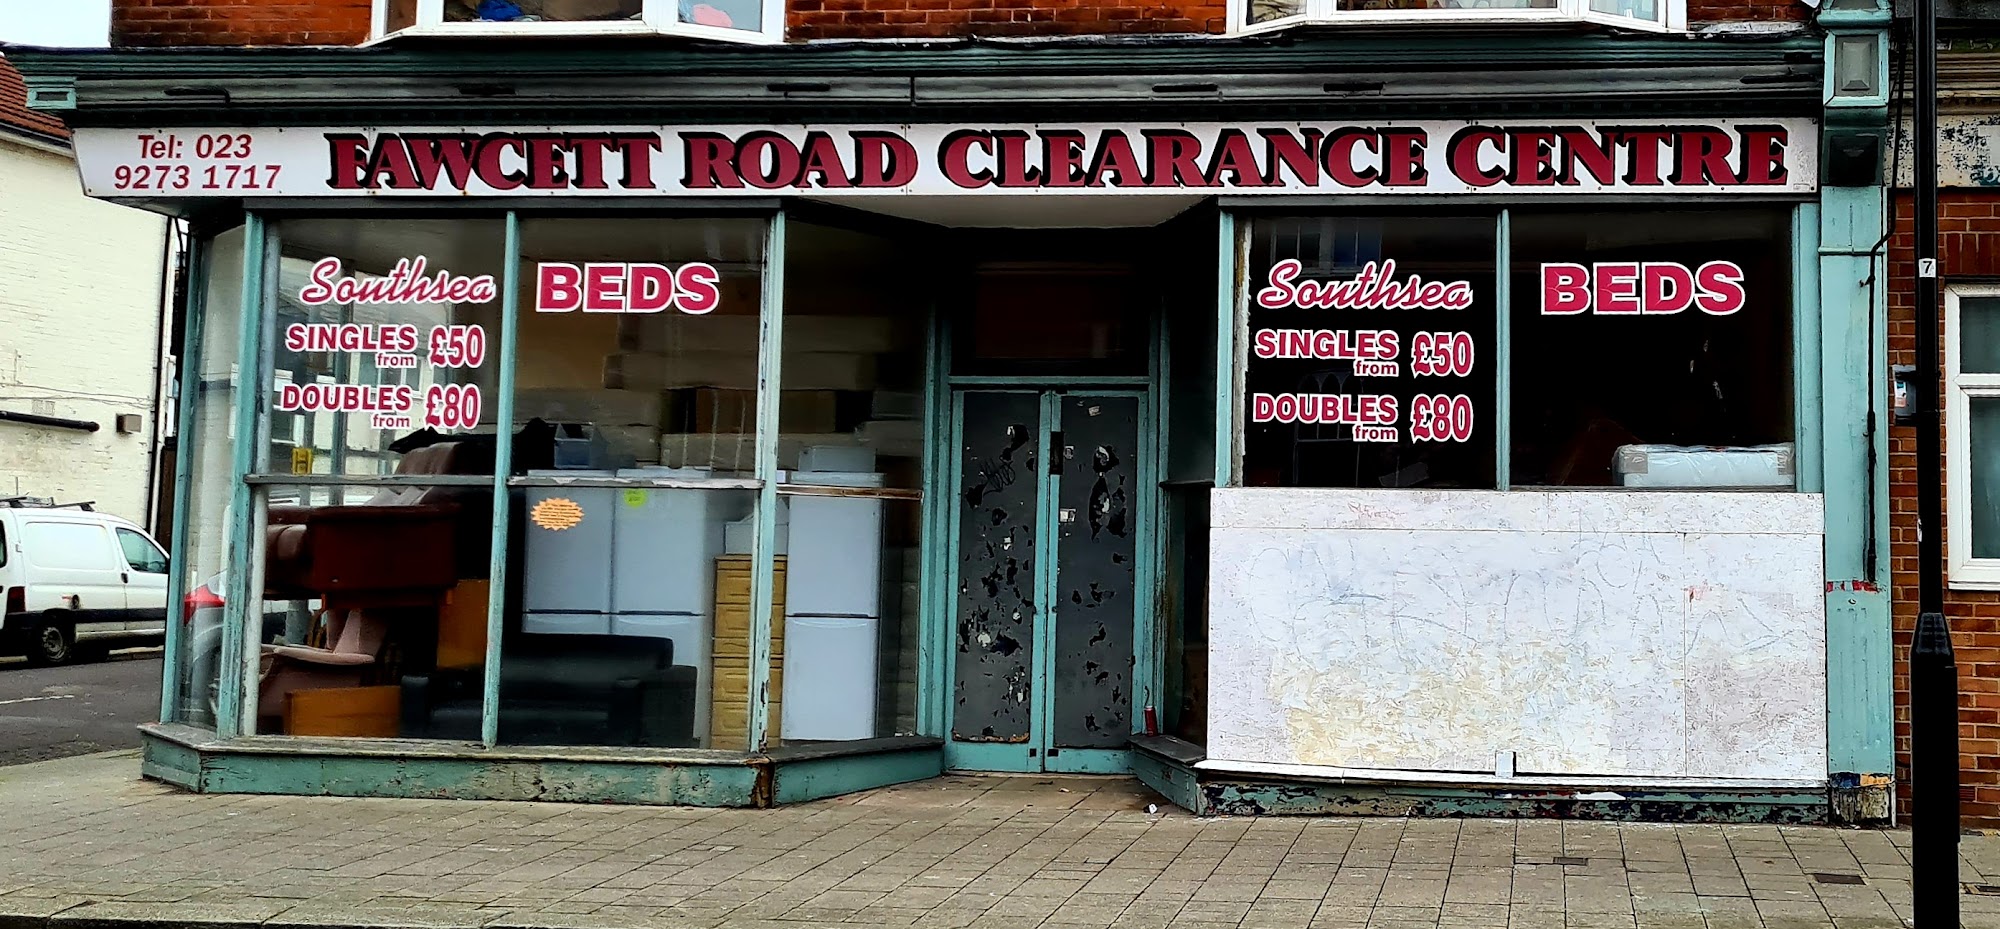 Tel: 023
9273 1717
FAWCETT ROAD CLEARANCE CENTRE
Southsea BEDS
SINGLES from £50
DOUBLES from £80
Southsea BEDS
SINGLES from £50
DOUBLES from £80
7